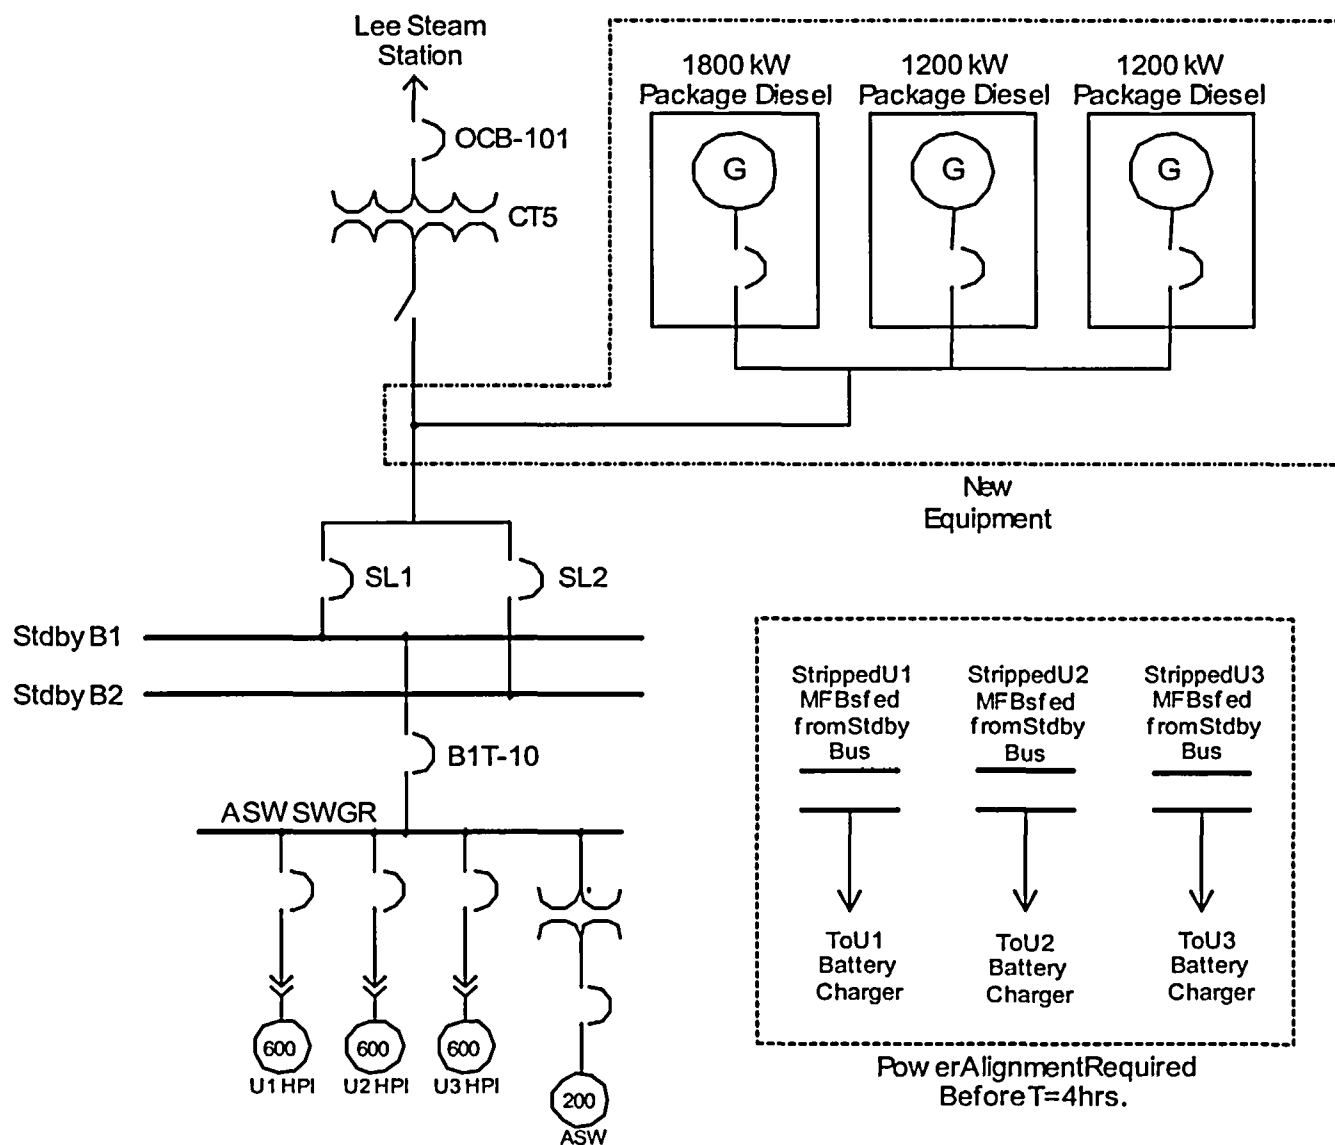 Lee Steam
Station
OCB-101
CT5
1800 kW
Package Diesel
1200 kW
Package Diesel
1200 kW
Package Diesel
G
G
G
New
Equipment
SL1
SL2
Stdby B1
Stdby B2
B1T-10
ASW SWGR
600
600
600
U1 HPI
U2 HPI
U3 HPI
200
ASW
StrippedU1
MFBsfed
fromStdby
Bus
StrippedU2
MFBsfed
fromStdby
Bus
StrippedU3
MFBsfed
fromStdby
Bus
ToU1
Battery
Charger
ToU2
Battery
Charger
ToU3
Battery
Charger
PowerAlignmentRequired
BeforeT=4hrs.